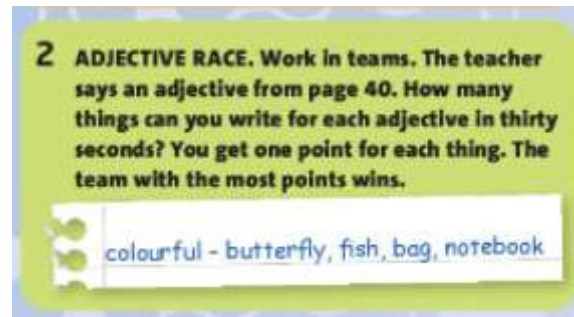 2 ADJECTIVE RACE. Work in teams. The teacher
says an adjective from page 40. How many
things can you write for each adjective in thirty
seconds? You get one point for each thing. The
team with the most points wins.
colourful - butterfly, fish, bag, notebook